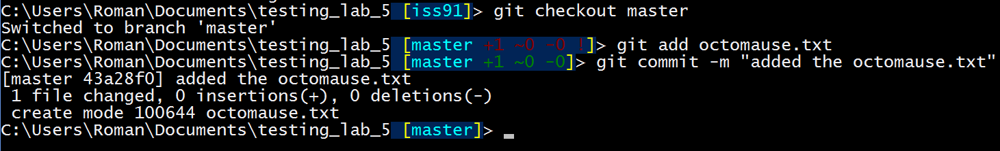 C:\Users\Roman\Documents\testing_lab_5 [iss91]> git checkout master
Switched to branch 'master'
C:\Users\Roman\Documents\testing_lab_5 [master +1 ~0 -0 !]> git add octomause.txt
C:\Users\Roman\Documents\testing_lab_5 [master +1 ~0 -0]> git commit -m "added the octomause.txt"
[master 43a28f0] added the octomause.txt
 1 file changed, 0 insertions(+), 0 deletions(-)
 create mode 100644 octomause.txt
C:\Users\Roman\Documents\testing_lab_5 [master]>